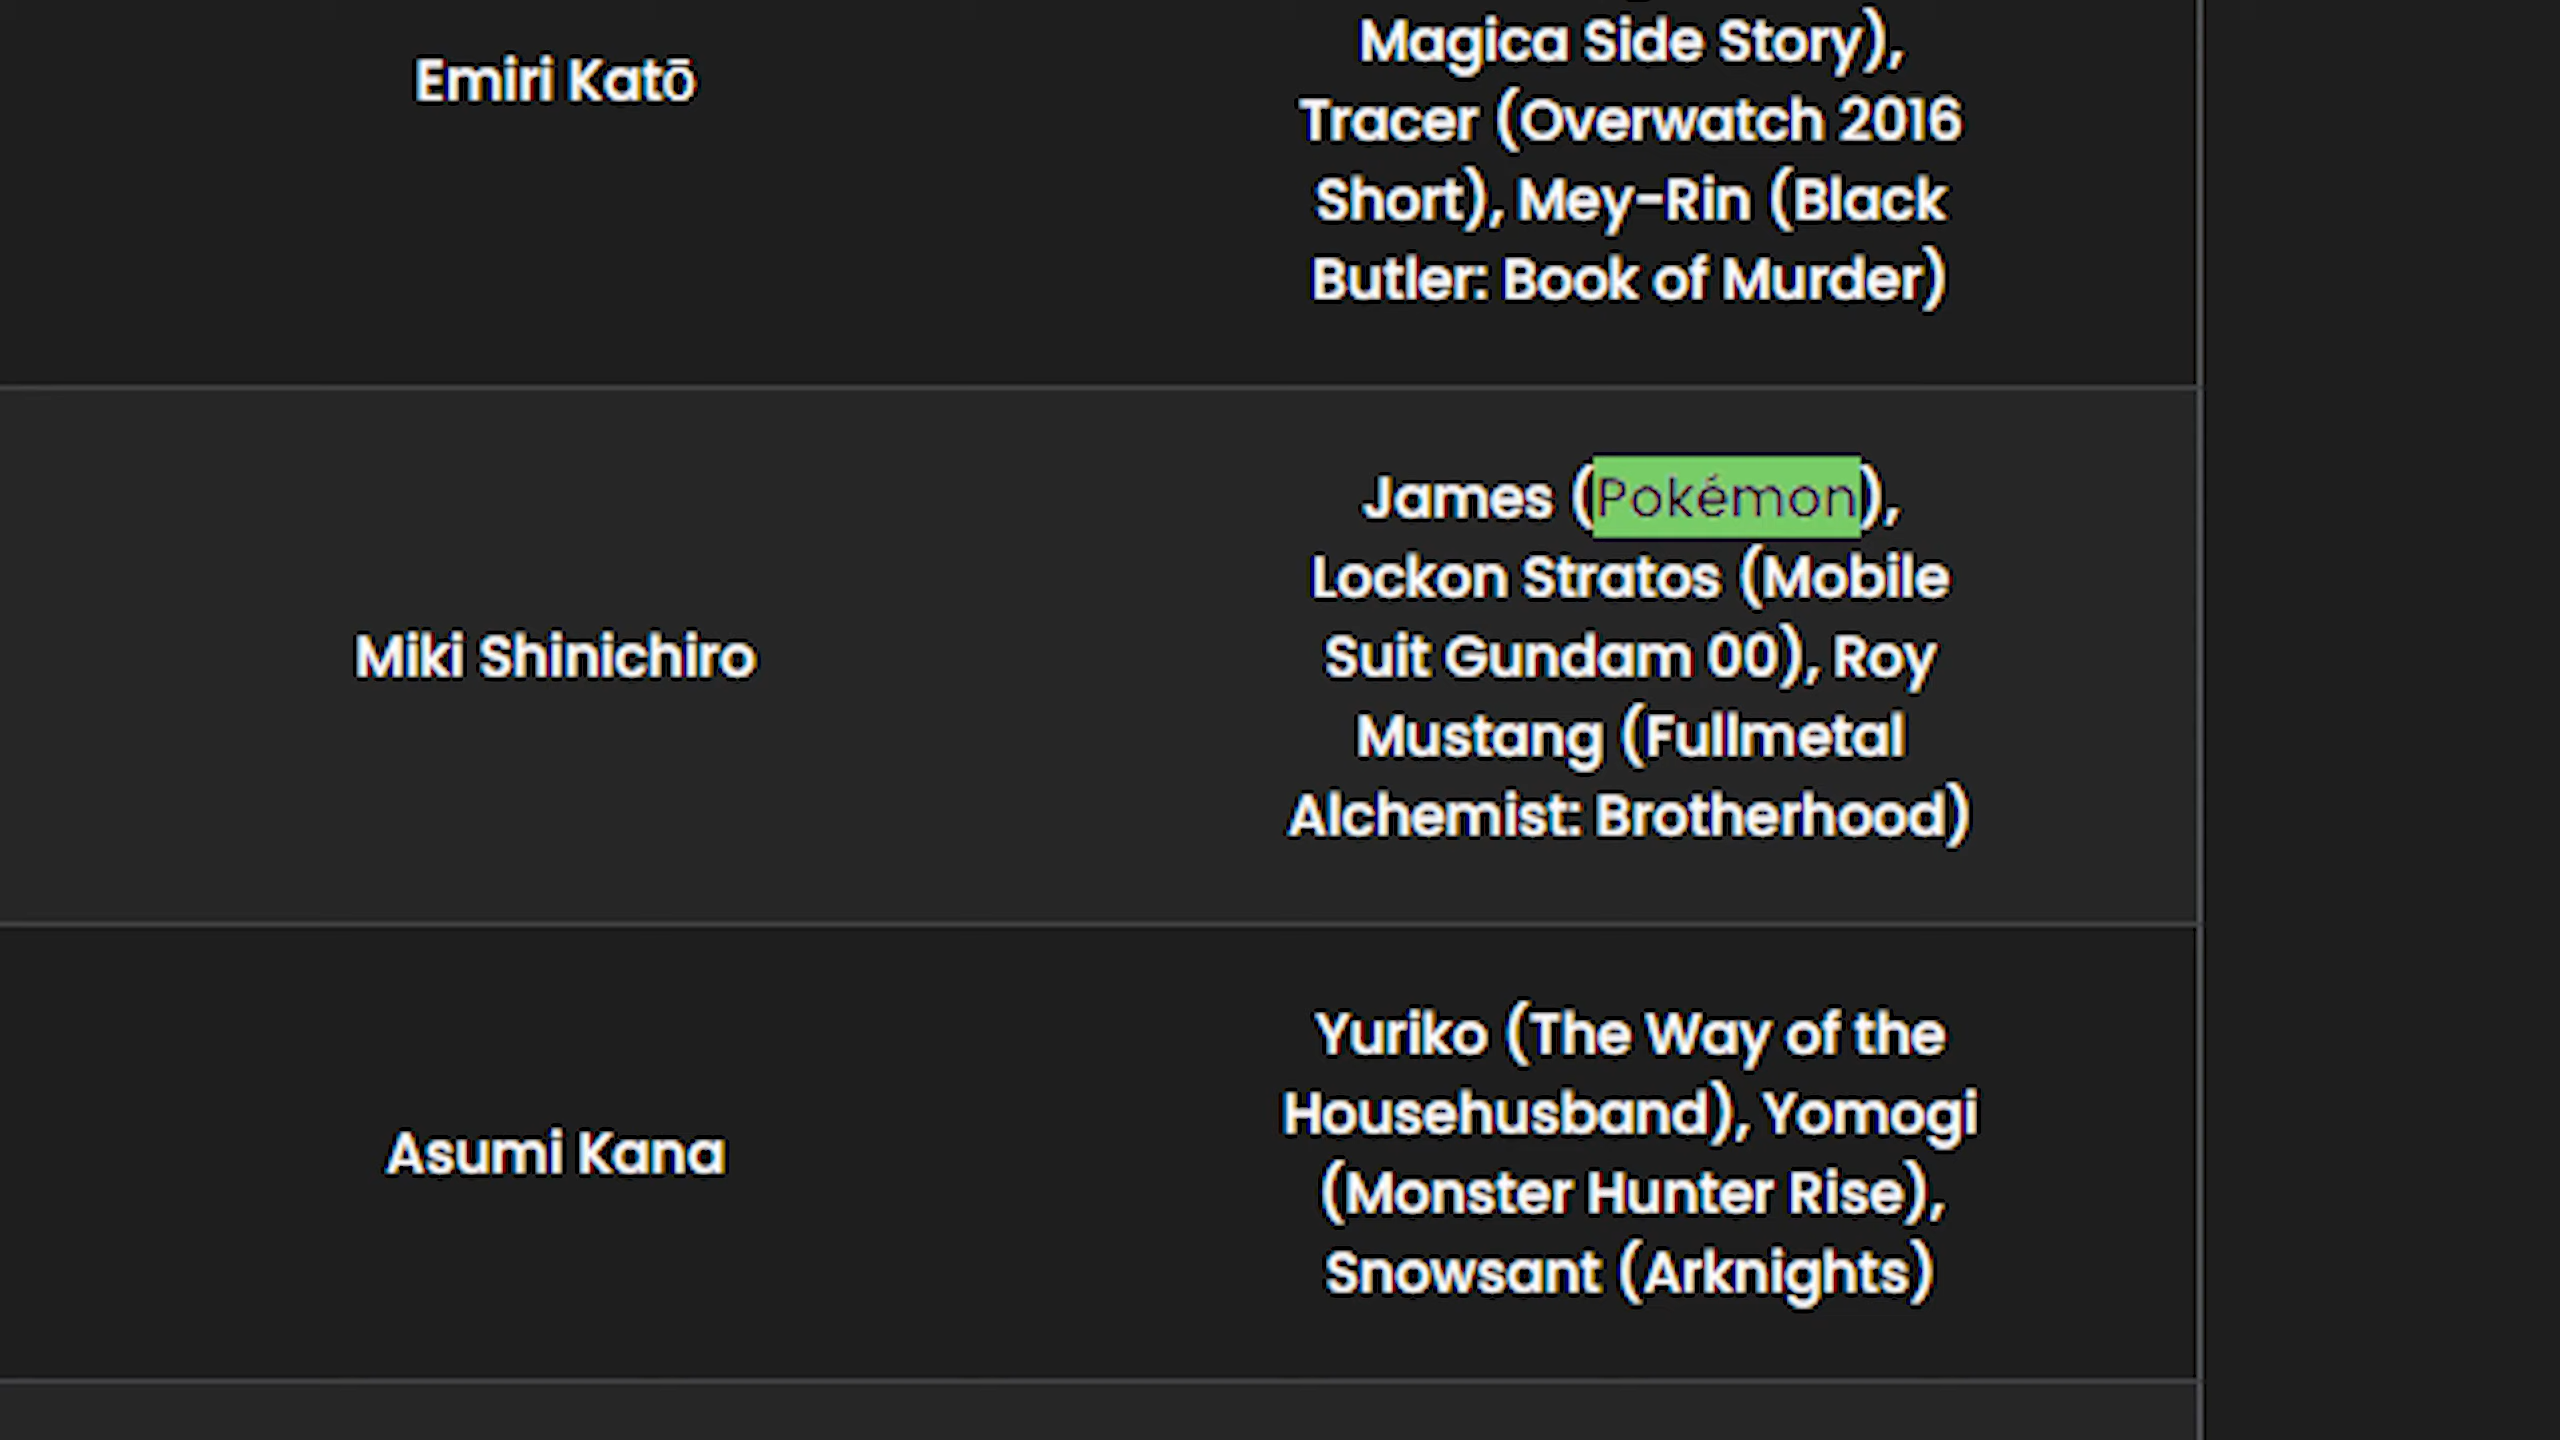 Emiri Katō
Magica Side Story),
Tracer (Overwatch 2016
Short), Mey-Rin (Black
Butler: Book of Murder)
Miki Shinichiro
James (Pokémon),
Lockon Stratos (Mobile
Suit Gundam 00), Roy
Mustang (Fullmetal
Alchemist: Brotherhood)
Asumi Kana
Yuriko (The Way of the
Househusband), Yomogi
(Monster Hunter Rise),
Snowsant (Arknights)